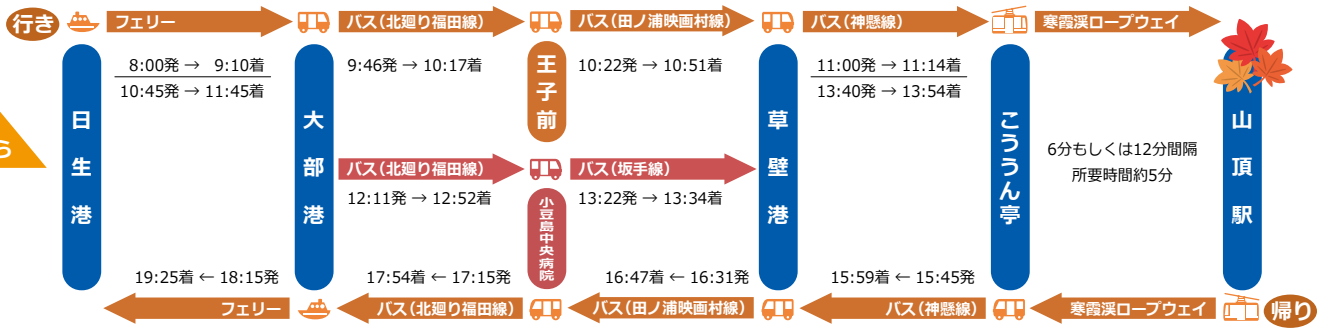 行き
フェリー
バス(北廻り福田線)
バス(田ノ浦映画村線)
バス(神懸線)
寒霞渓ロープウェイ
日生港
8:00発 → 9:10着
10:45発 → 11:45着
大部港
9:46発 → 10:17着
王子前
10:22発 → 10:51着
草壁港
11:00発 → 11:14着
13:40発 → 13:54着
こううん亭
6分もしくは12分間隔
所要時間約5分
山頂駅
ら
バス(北廻り福田線)
バス(坂手線)
12:11発 → 12:52着
小豆島中央病院
13:22発 → 13:34着
19:25着 ← 18:15発
17:54着 ← 17:15発
16:47着 ← 16:31発
15:59着 ← 15:45発
フェリー
バス(北廻り福田線)
バス(田ノ浦映画村線)
バス(神懸線)
寒霞渓ロープウェイ
帰り